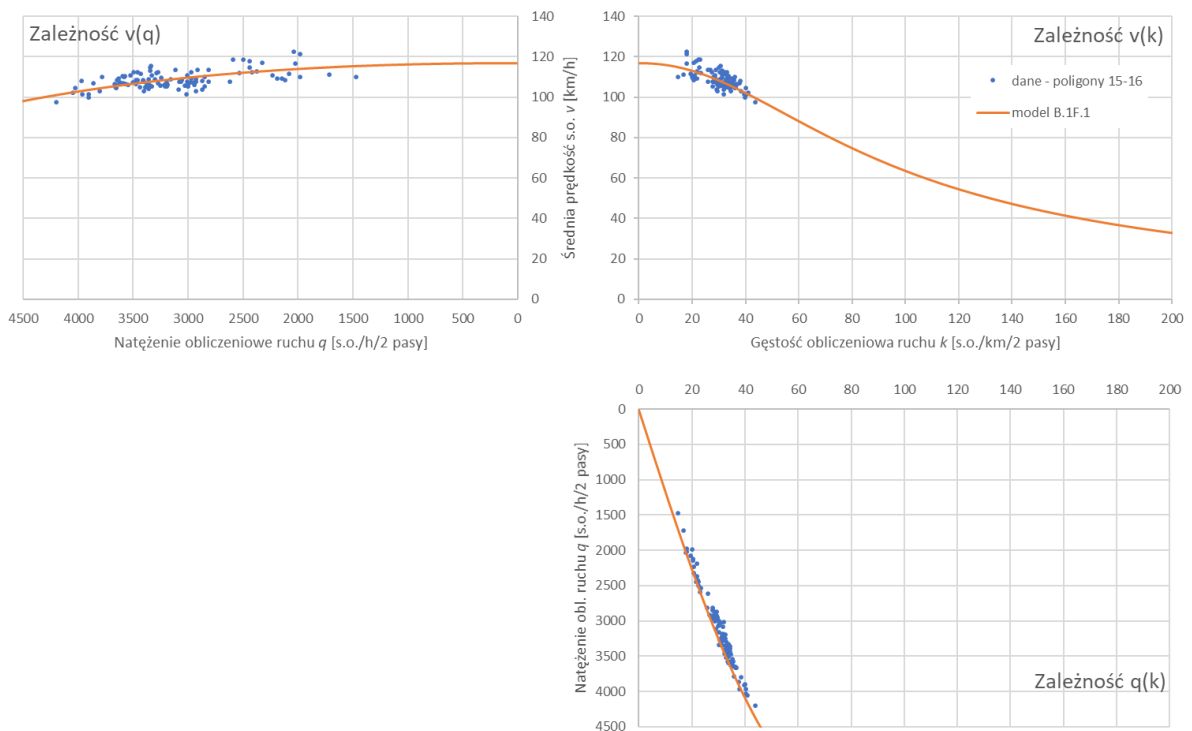 Zależność v(q)
140
120
100
80
60
40
20
0
Średnia prędkość s.o. v [km/h]
4500 4000 3500 3000 2500 2000 1500 1000 500 0
Natężenie obliczeniowe ruchu q [s.o./h/2 pasy]
Zależność v(k)
dane - poligony 15-16
model B.1F.1
140
120
100
80
60
40
20
0
0 20 40 60 80 100 120 140 160 180 200
Gęstość obliczeniowa ruchu k [s.o./km/2 pasy]
0 20 40 60 80 100 120 140 160 180 200
0
500
1000
1500
2000
2500
3000
3500
4000
4500
Natężenie obl. ruchu q [s.o./h/2 pasy]
Zależność q(k)